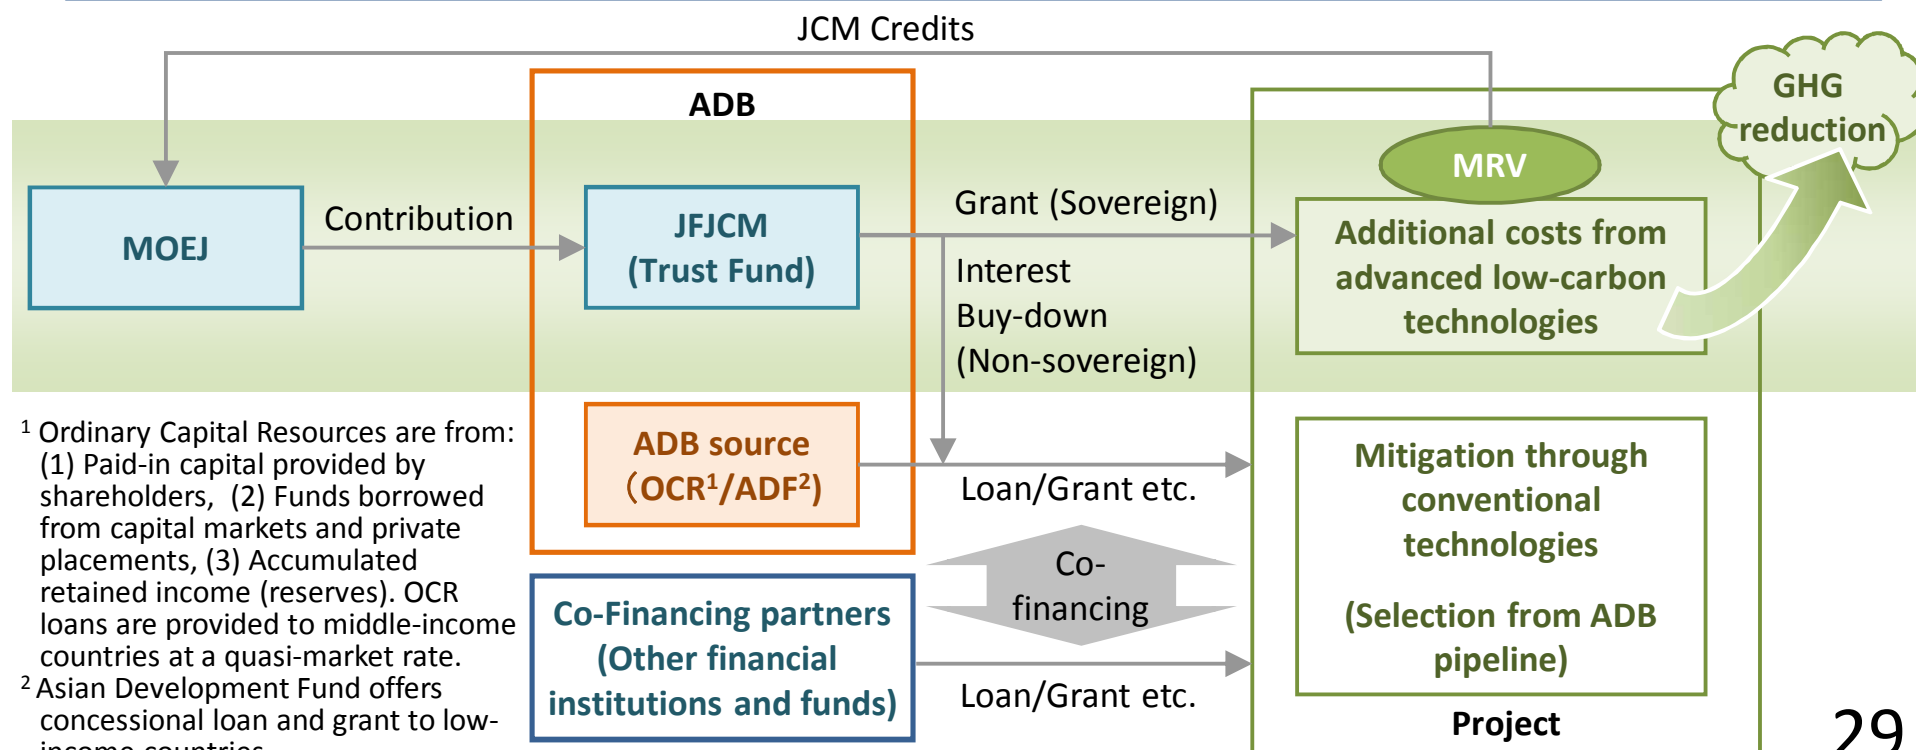 JCM Credits
ADB
GHG
reduction
MRV
MOEJ
Contribution
JFJCM
(Trust Fund)
Grant (Sovereign)
Interest
Buy-down
(Non-sovereign)
Additional costs from
advanced low-carbon
technologies
ADB source
（OCR¹/ADF²)
Loan/Grant etc.
Co-
financing
Co-Financing partners
(Other financial
institutions and funds)
Loan/Grant etc.
Mitigation through
conventional
technologies
(Selection from ADB
pipeline)
Project
¹ Ordinary Capital Resources are from:
(1) Paid-in capital provided by
shareholders, (2) Funds borrowed
from capital markets and private
placements, (3) Accumulated
retained income (reserves). OCR
loans are provided to middle-income
countries at a quasi-market rate.
² Asian Development Fund offers
concessional loan and grant to low-
income countries
29